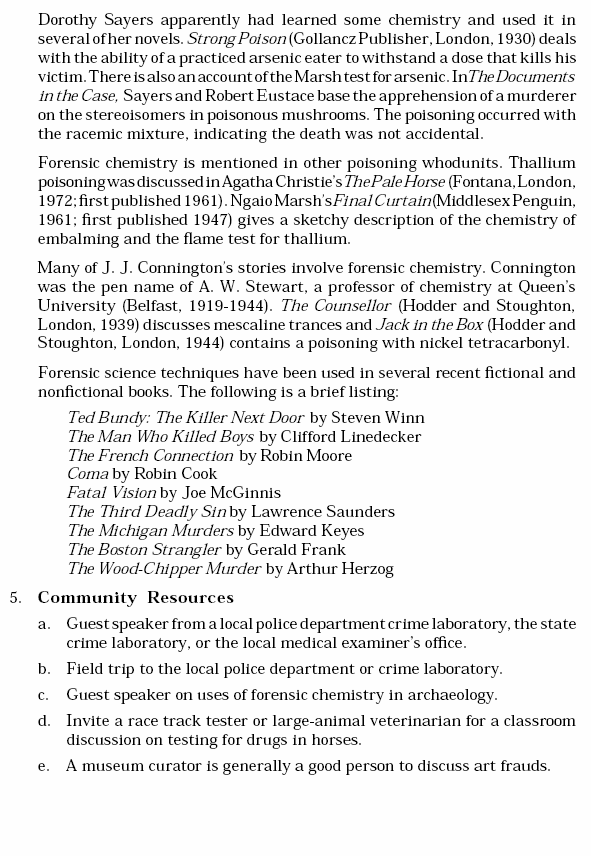 Dorothy Sayers apparently had learned some chemistry and used it in
several of her novels. Strong Poison (Gollancz Publisher, London, 1930) deals
with the ability of a practiced arsenic eater to withstand a dose that kills his
victim. There is also an account of the Marsh test for arsenic. In The Documents
in the Case, Sayers and Robert Eustace base the apprehension of a murderer
on the stereoisomers in poisonous mushrooms. The poisoning occurred with
the racemic mixture, indicating the death was not accidental.
Forensic chemistry is mentioned in other poisoning whodunits. Thallium
poisoning was discussed in Agatha Christie's The Pale Horse (Fontana, London,
1972; first published 1961). Ngaio Marsh's Final Curtain (Middlesex Penguin,
1961; first published 1947) gives a sketchy description of the chemistry of
embalming and the flame test for thallium.
Many of J. J. Connington's stories involve forensic chemistry. Connington
was the pen name of A. W. Stewart, a professor of chemistry at Queen's
University (Belfast, 1919-1944). The Counsellor (Hodder and Stoughton,
London, 1939) discusses mescaline trances and Jack in the Box (Hodder and
Stoughton, London, 1944) contains a poisoning with nickel tetracarbonyl.
Forensic science techniques have been used in several recent fictional and
nonfictional books. The following is a brief listing:
Ted Bundy: The Killer Next Door by Steven Winn
The Man Who Killed Boys by Clifford Linedecker
The French Connection by Robin Moore
Coma by Robin Cook
Fatal Vision by Joe McGinnis
The Third Deadly Sin by Lawrence Saunders
The Michigan Murders by Edward Keyes
The Boston Strangler by Gerald Frank
The Wood-Chipper Murder by Arthur Herzog
5. Community Resources
a. Guest speaker from a local police department crime laboratory, the state
crime laboratory, or the local medical examiner's office.
b. Field trip to the local police department or crime laboratory.
c. Guest speaker on uses of forensic chemistry in archaeology.
d. Invite a race track tester or large-animal veterinarian for a classroom
discussion on testing for drugs in horses.
e. A museum curator is generally a good person to discuss art frauds.